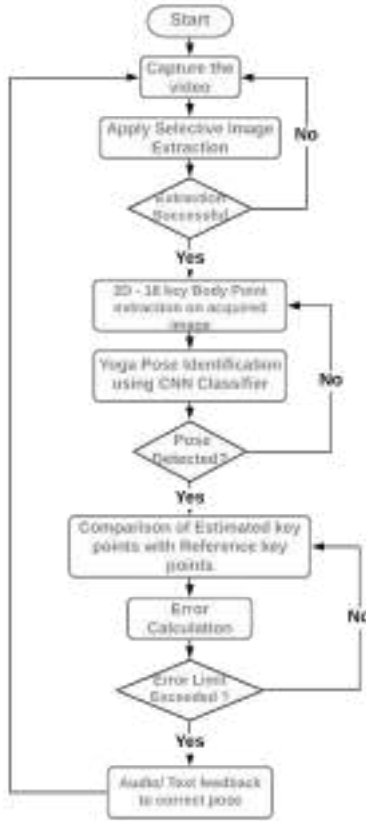 Start
Capture the
video
No
Apply Selective Image
Extraction
Extraction
Successful
Yes
2D - 18 key Body Point
extraction on acquired
image
Yoga Pose Identification
using CNN Classifier
No
Pose
Detected?
Yes
Comparison of Estimated key
points with Reference key
points
Error
Calculation
No
Error Limit
Exceeded ?
Yes
Audio/ Text feedback
to correct pose